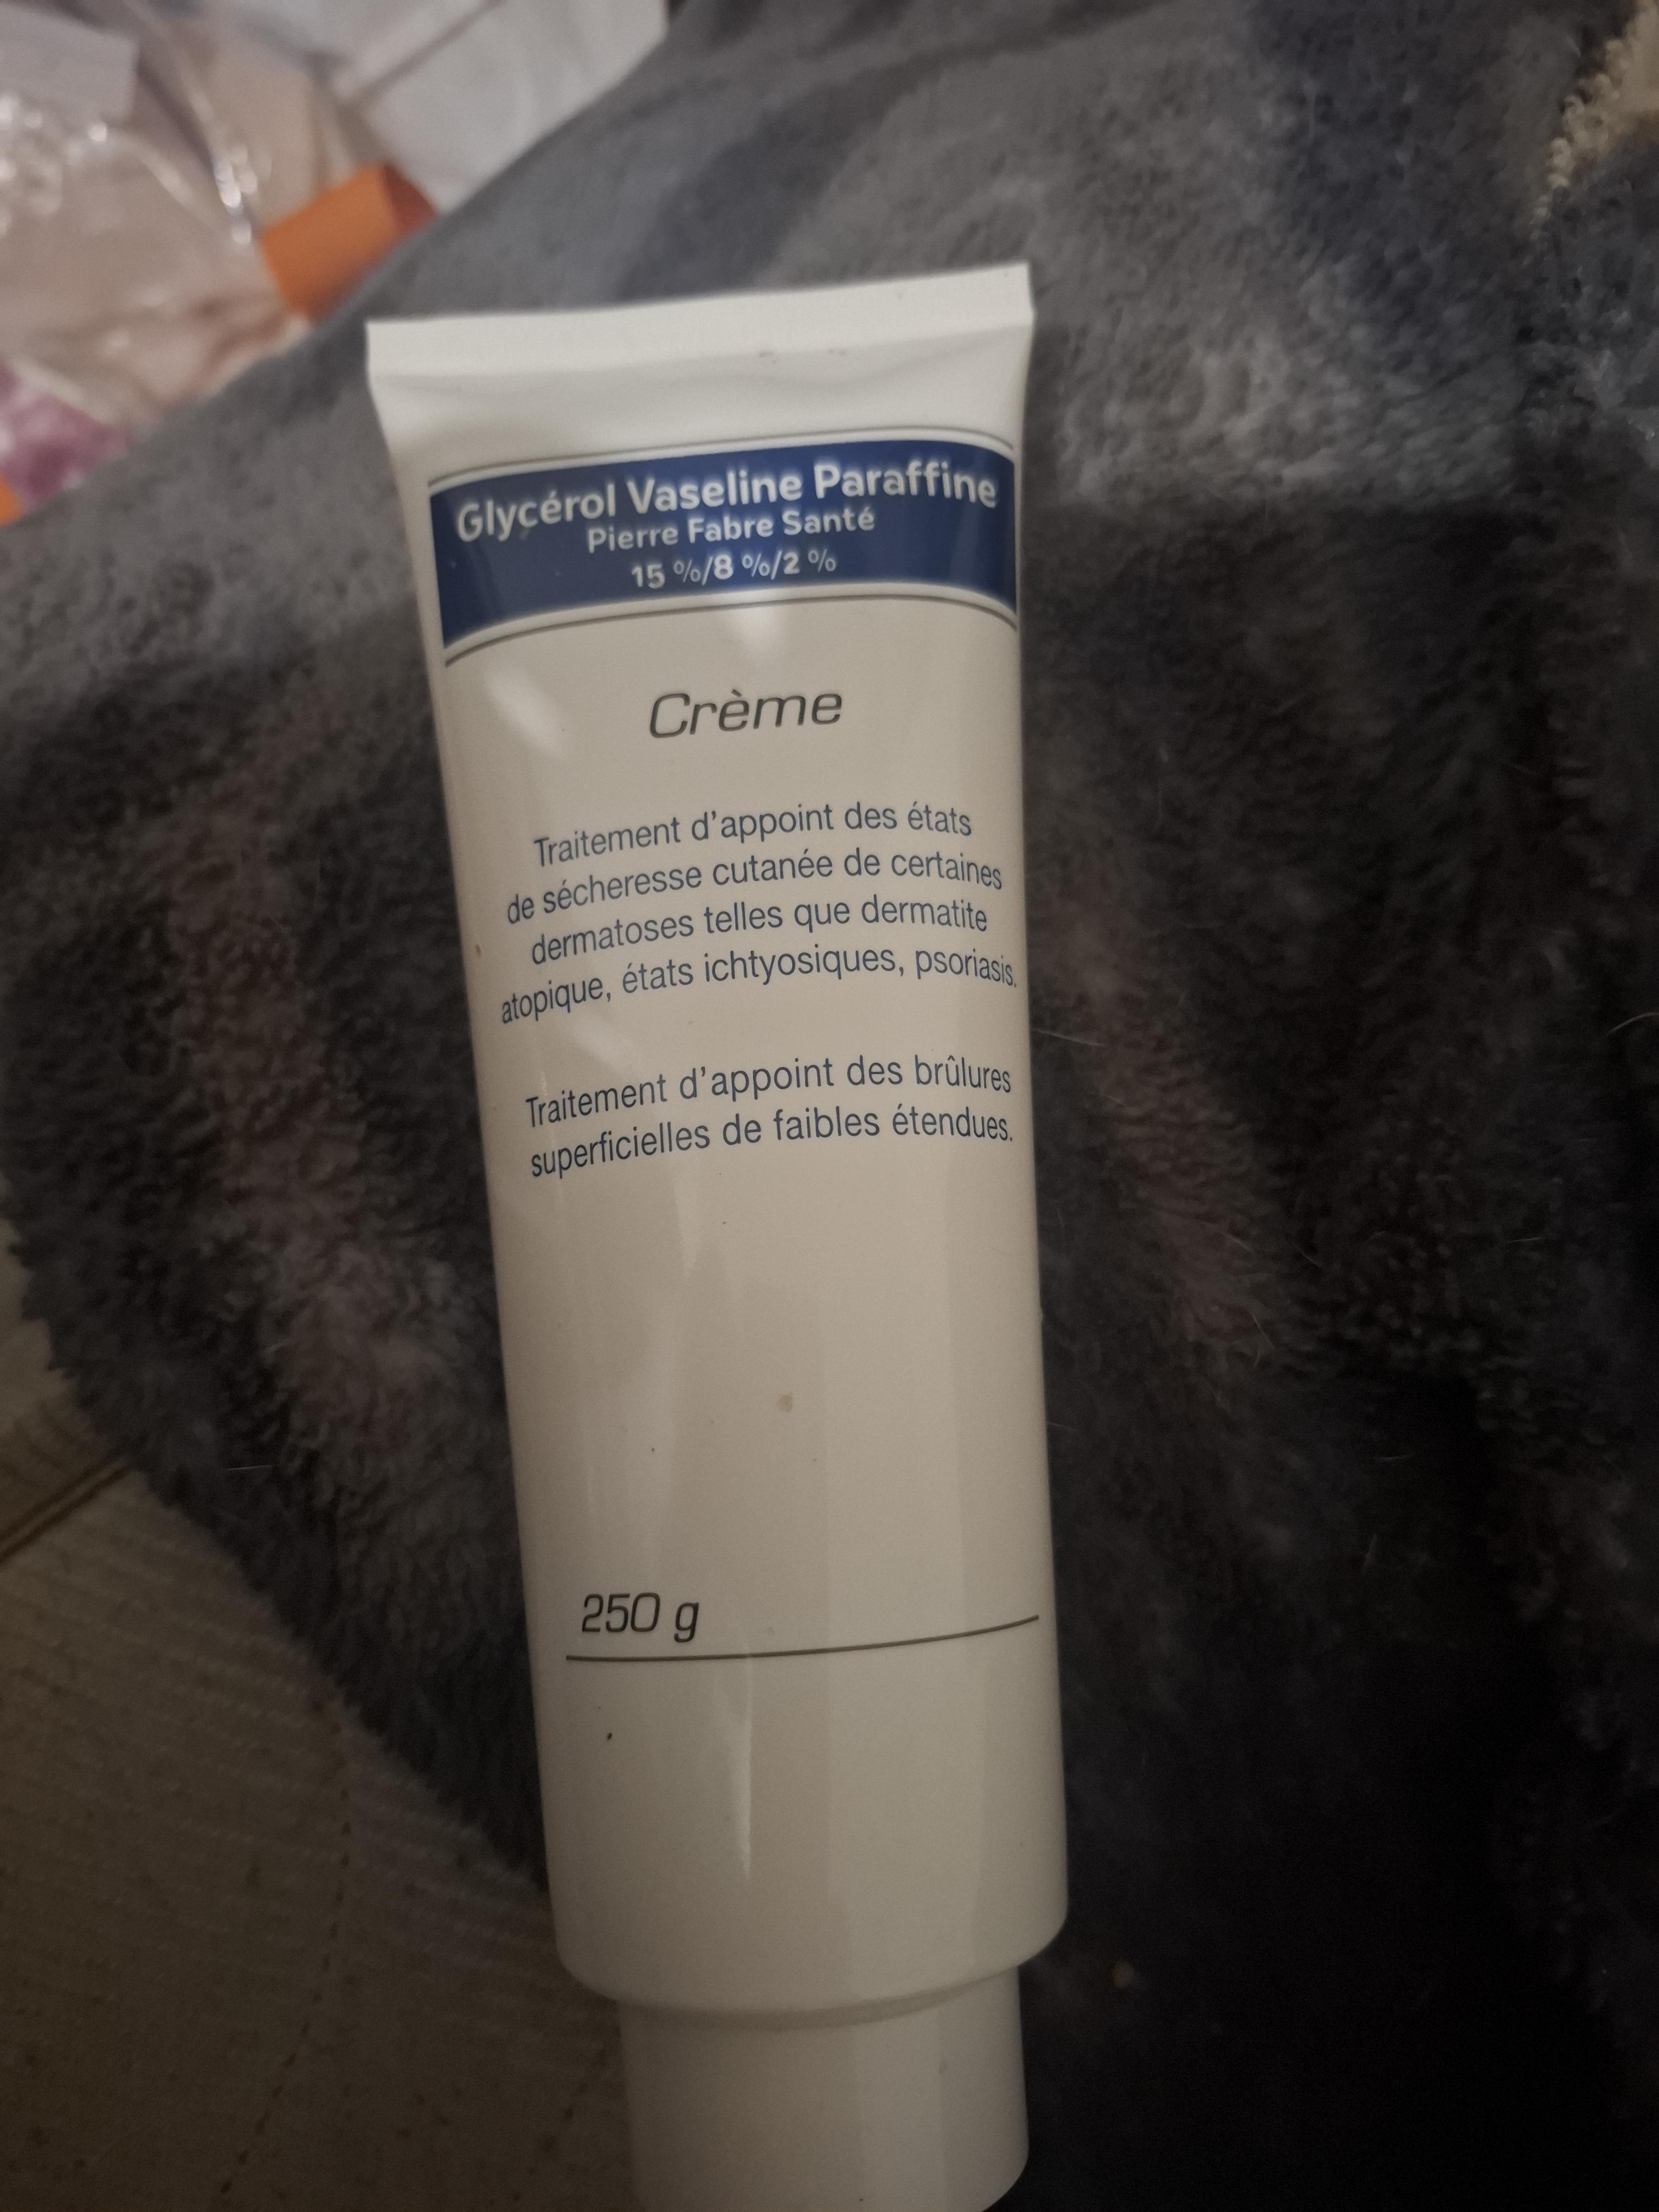 Glycérol Vaseline Paraffine
Pierre Fabre Santé
15 %/8 %/2 %
Crème
Traitement d'appoint des états
de sécheresse cutanée de certaines
dermatoses telles que dermatite
atopique, états ichtyosiques, psoriasis.
Traitement d'appoint des brûlures
superficielles de faibles étendues.
250 g